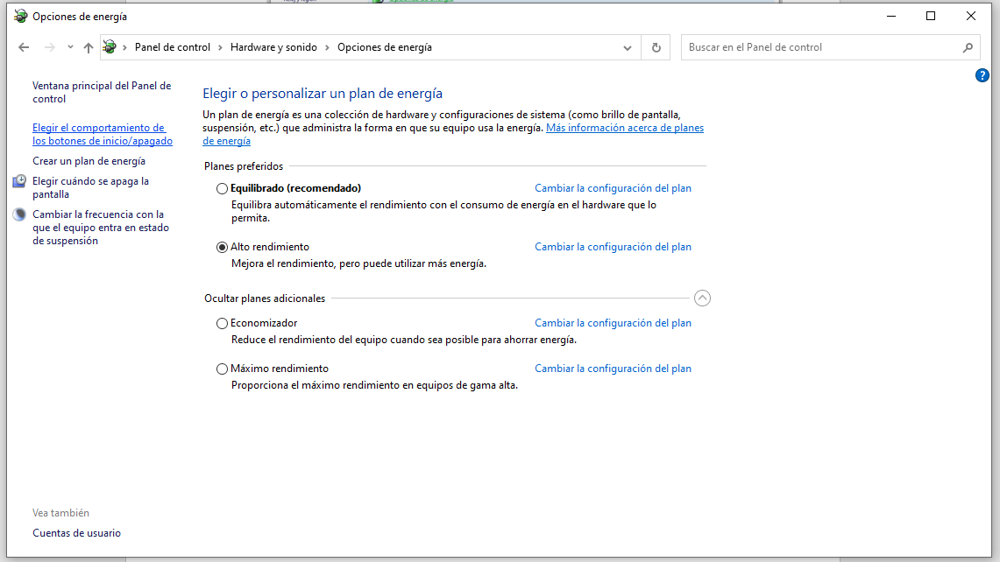 Opciones de energía
Panel de control > Hardware y sonido > Opciones de energía
Buscar en el Panel de control
Ventana principal del Panel de
control
Elegir el comportamiento de
los botones de inicio/apagado
Crear un plan de energía
Elegir cuándo se apaga la
pantalla
Cambiar la frecuencia con la
que el equipo entra en estado
de suspensión
Vea también
Cuentas de usuario
?
Elegir o personalizar un plan de energía
Un plan de energía es una colección de hardware y configuraciones de sistema (como brillo de pantalla,
suspensión, etc.) que administra la forma en que su equipo usa la energía. Más información acerca de planes
de energía
Planes preferidos
Equilibrado (recomendado) Cambiar la configuración del plan
Equilibra automáticamente el rendimiento con el consumo de energía en el hardware que lo
permita.
Alto rendimiento Cambiar la configuración del plan
Mejora el rendimiento, pero puede utilizar más energía.
Ocultar planes adicionales
Economizador Cambiar la configuración del plan
Reduce el rendimiento del equipo cuando sea posible para ahorrar energía.
Máximo rendimiento Cambiar la configuración del plan
Proporciona el máximo rendimiento en equipos de gama alta.